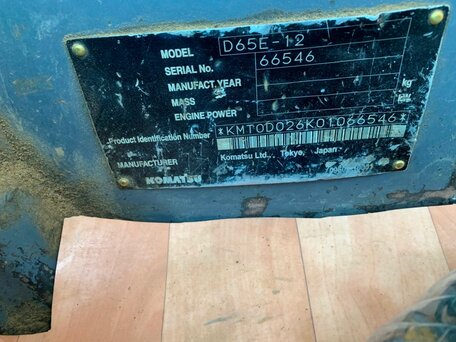 MODEL D65E-12
SERIAL No. 66546
MANUFACT.YEAR
MASS kg
ENGINE POWER
Product Identification Number *KMT0D026K01066546*
MANUFACTURER Komatsu Ltd., Tokyo, Japan
KOMATSU